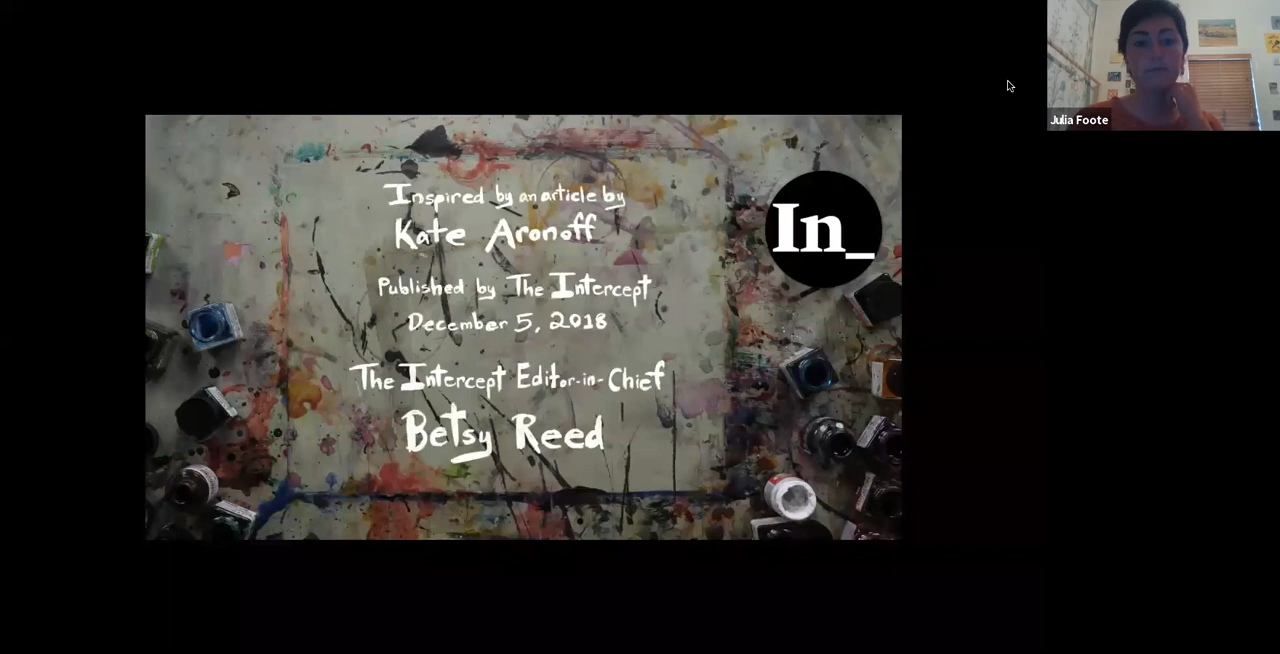 Inspired by an article by
Kate Aronoff
Published by The Intercept
December 5, 2018
The Intercept Editor-in-Chief
Betsy Reed
In_
Julia Foote